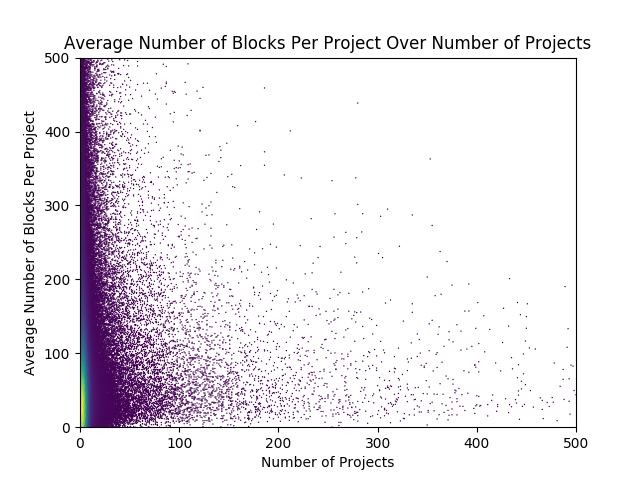 Average Number of Blocks Per Project Over Number of Projects
500
400
300
200
100
0
Average Number of Blocks Per Project
0 100 200 300 400 500
Number of Projects